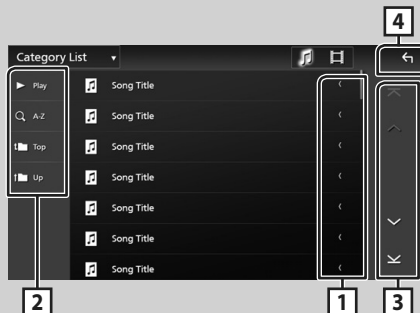 4
Category List
Play
Song Title
A-Z
Song Title
Top
Song Title
Up
Song Title
Song Title
Song Title
Song Title
2
1
3